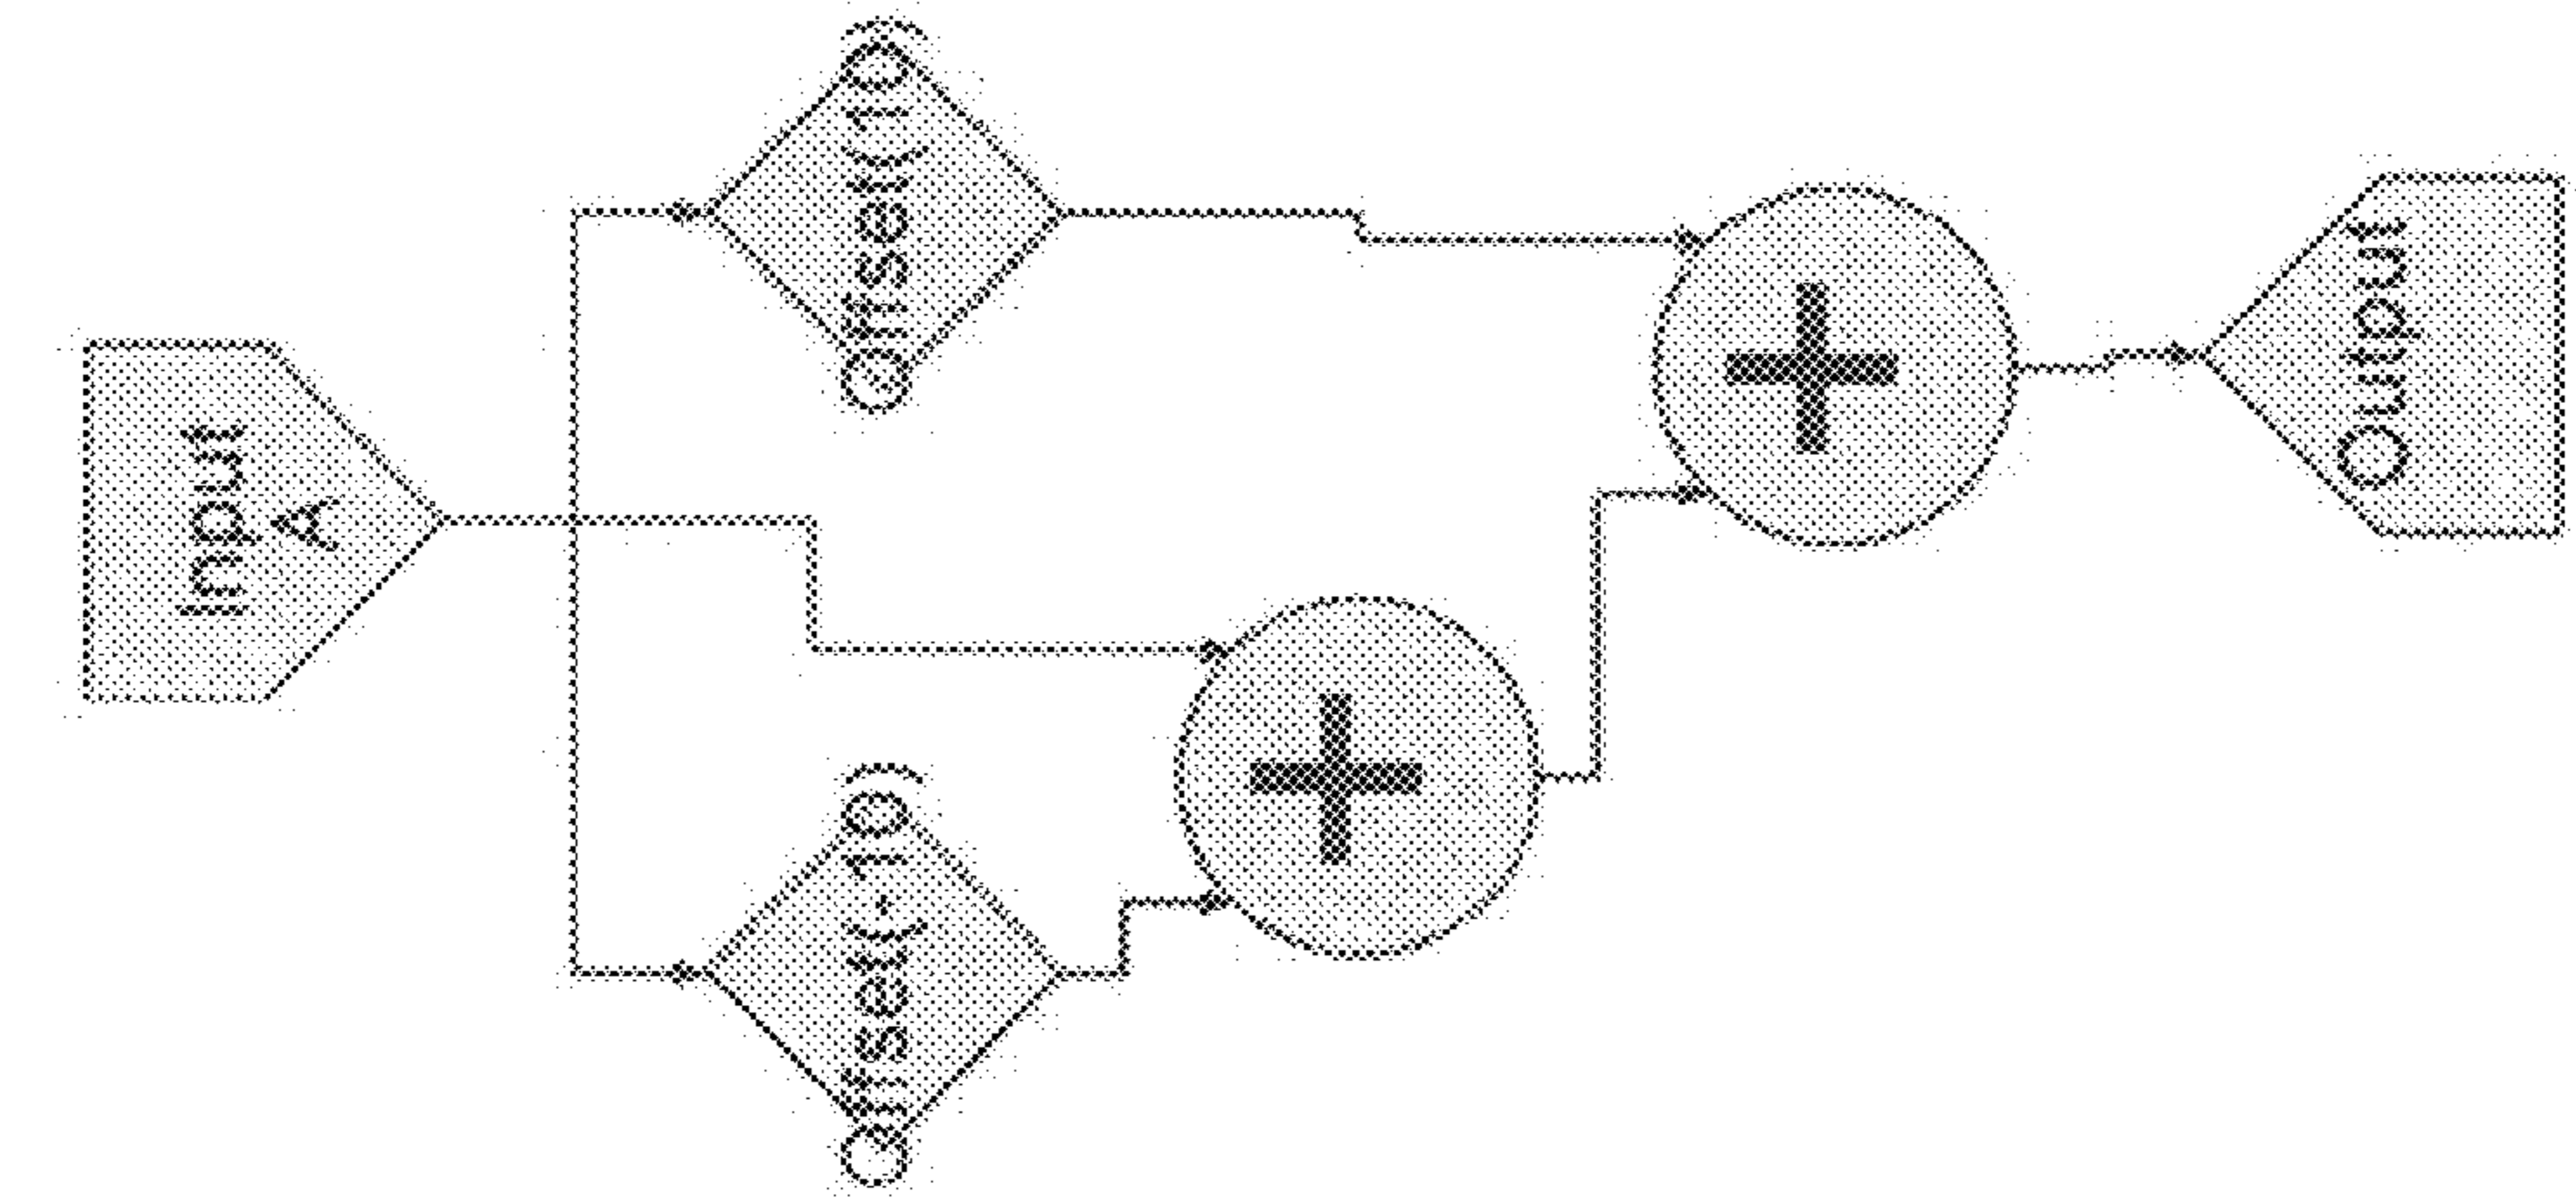 Input
A
Offset(-10)
Offset(10)
+
+
Output